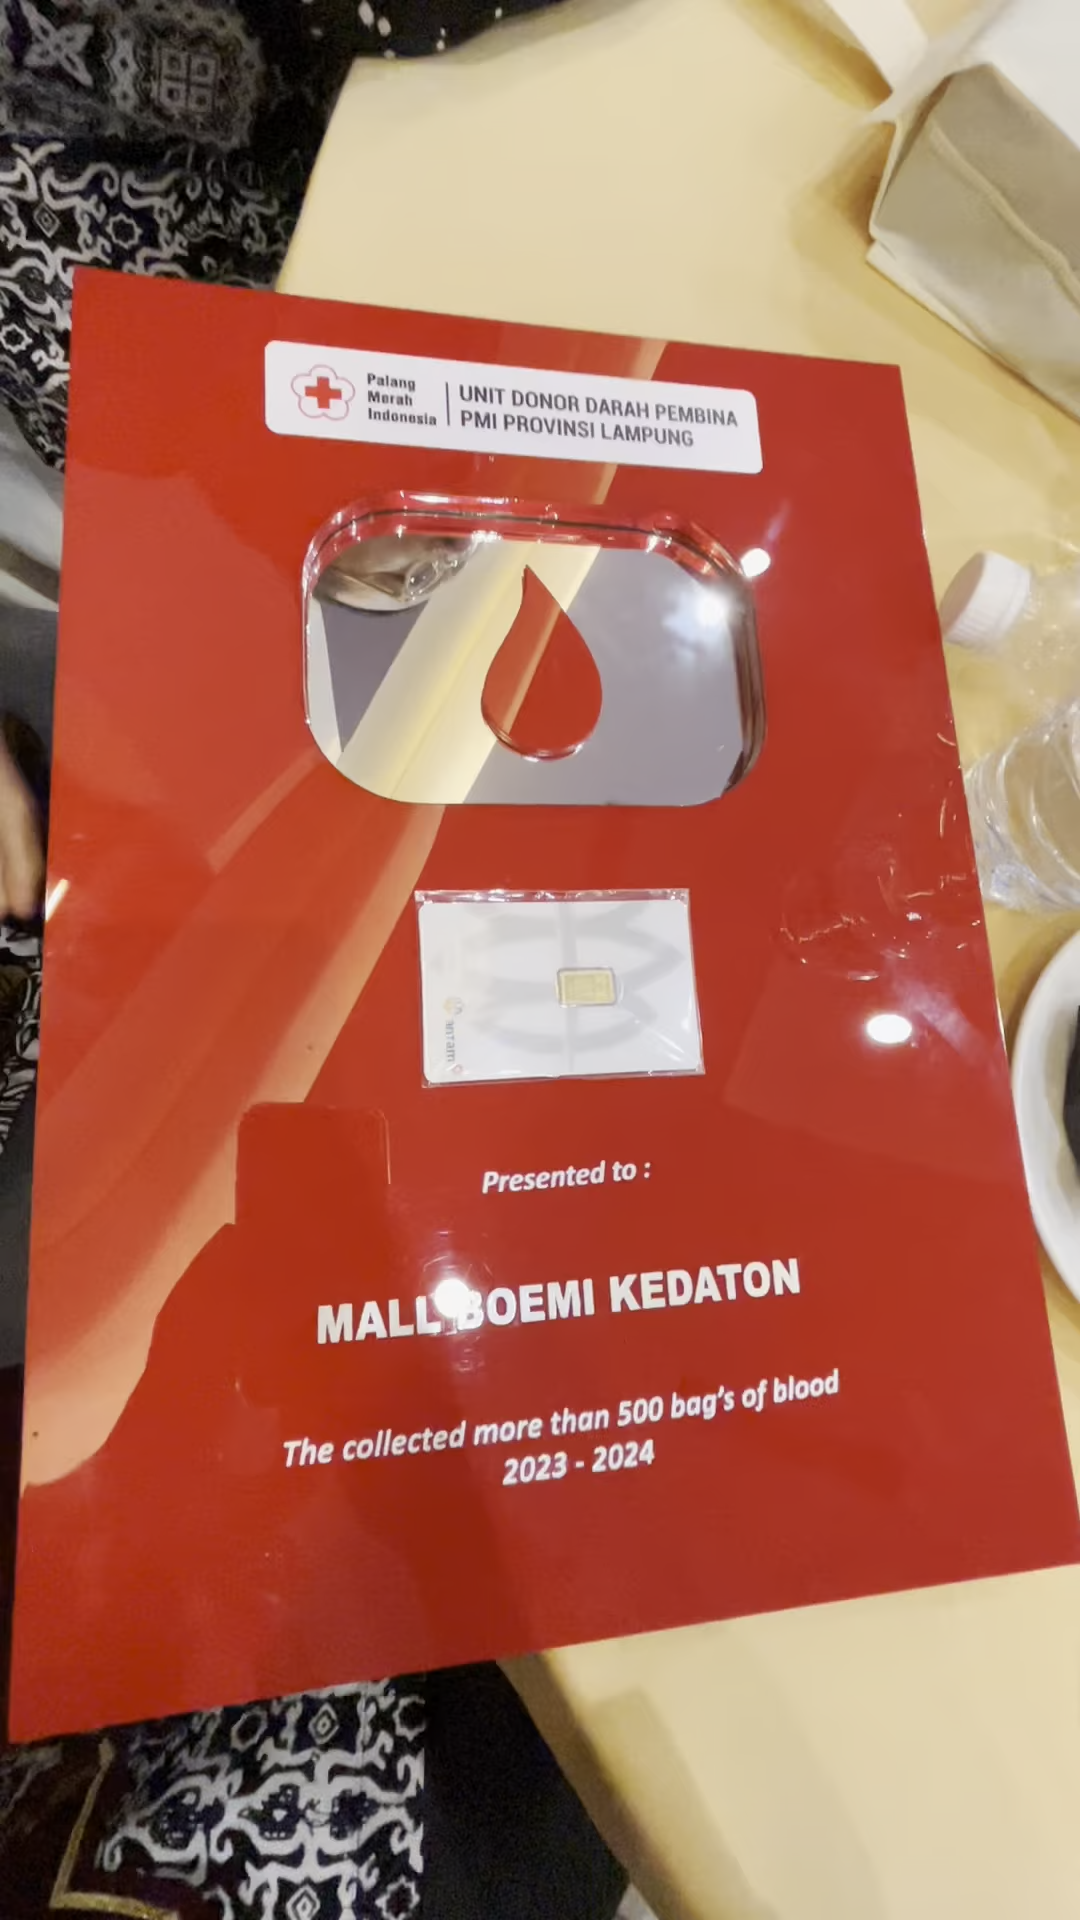 Palang
Merah
Indonesia
UNIT DONOR DARAH PEMBINA
PMI PROVINSI LAMPUNG
antam
Presented to :
MALL BOEMI KEDATON
The collected more than 500 bag's of blood
2023 - 2024